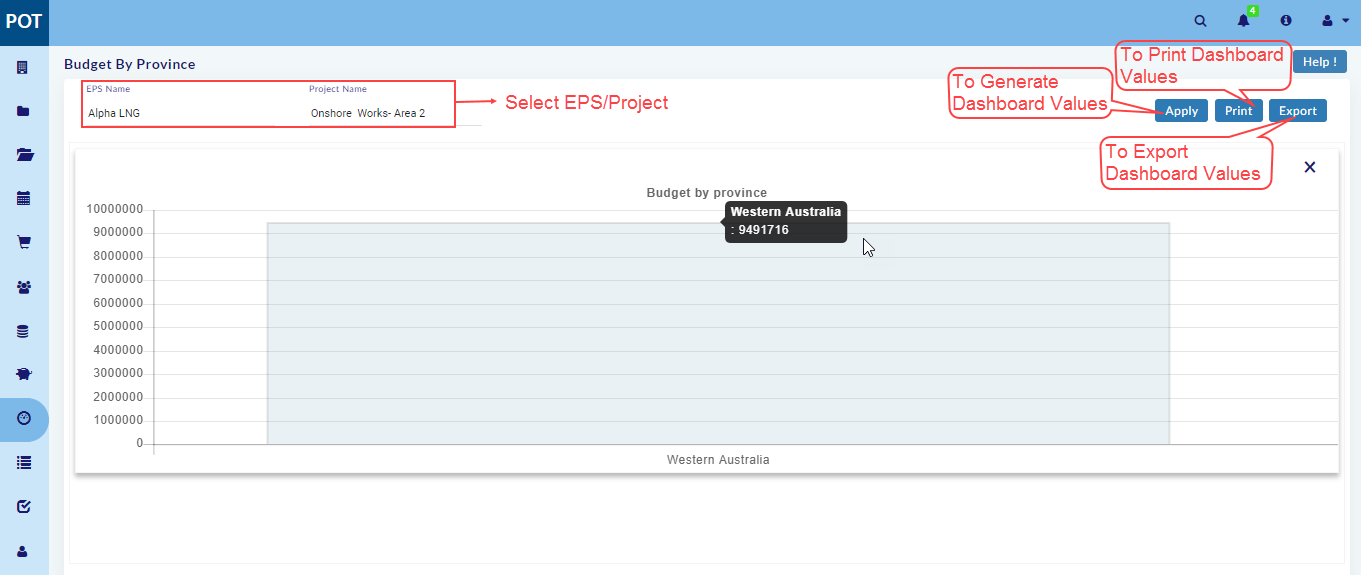 POT
4
Budget By Province
Help !
EPS Name
Project Name
Alpha LNG
Onshore Works- Area 2
Select EPS/Project
To Generate
Dashboard Values
To Print Dashboard
Values
Apply
Print
Export
To Export
Dashboard Values
Budget by province
Western Australia
: 9491716
10000000
9000000
8000000
7000000
6000000
5000000
4000000
3000000
2000000
1000000
0
Western Australia